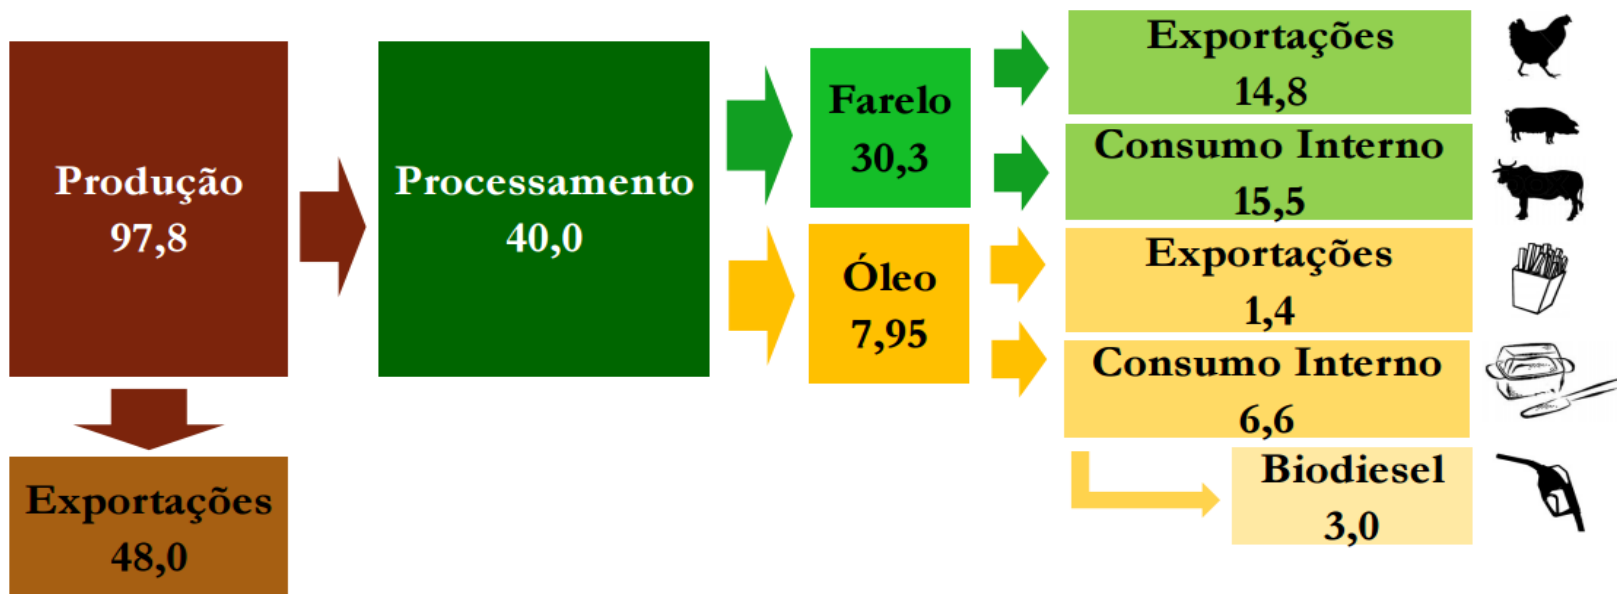 Produção
97,8
Exportações
48,0
Processamento
40,0
Farelo
30,3
Óleo
7,95
Exportações
14,8
Consumo Interno
15,5
Exportações
1,4
Consumo Interno
6,6
Biodiesel
3,0